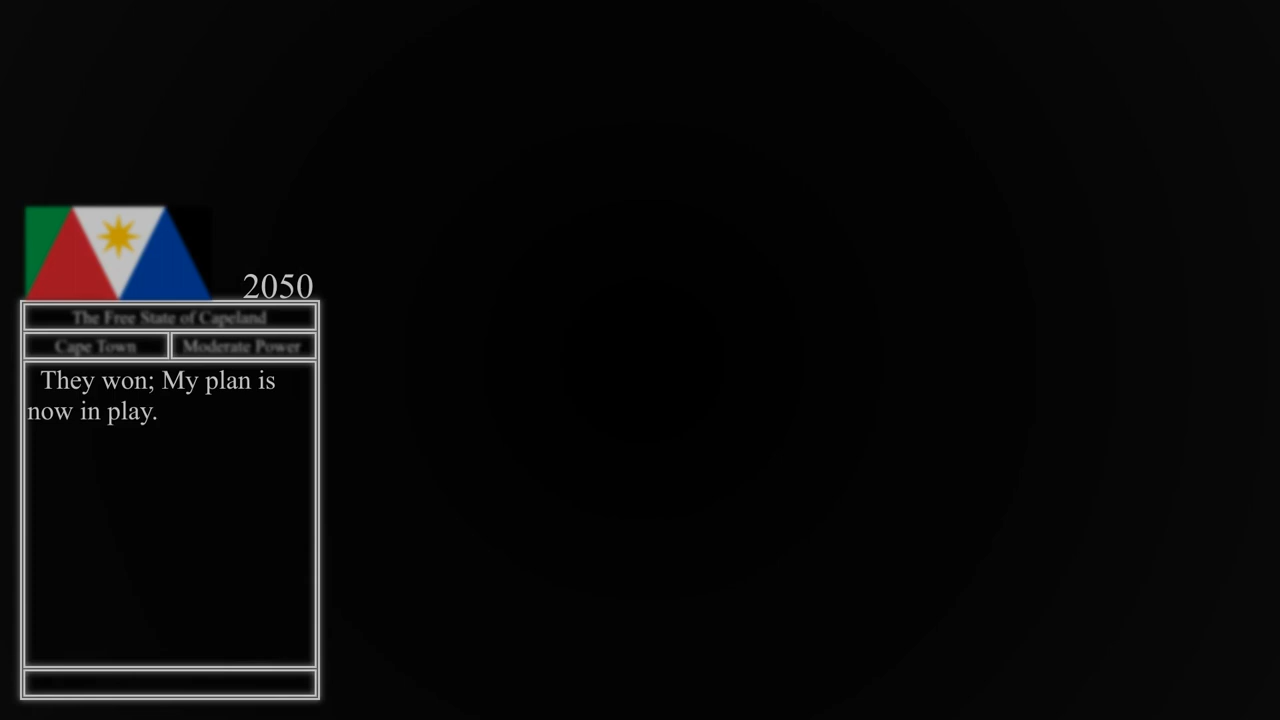 2050
The Free State of Capeland
Cape Town
Moderate Power
They won; My plan is
now in play.